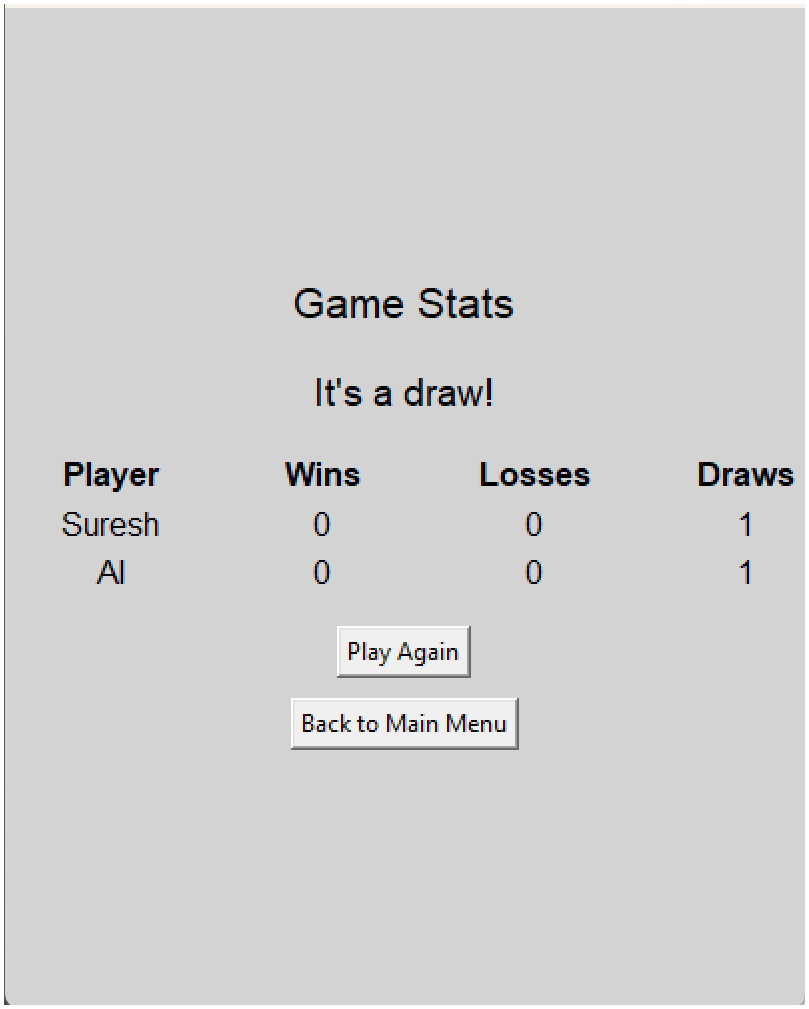 Game Stats
It's a draw!
Player Wins Losses Draws
Suresh 0 0 1
AI 0 0 1
Play Again
Back to Main Menu